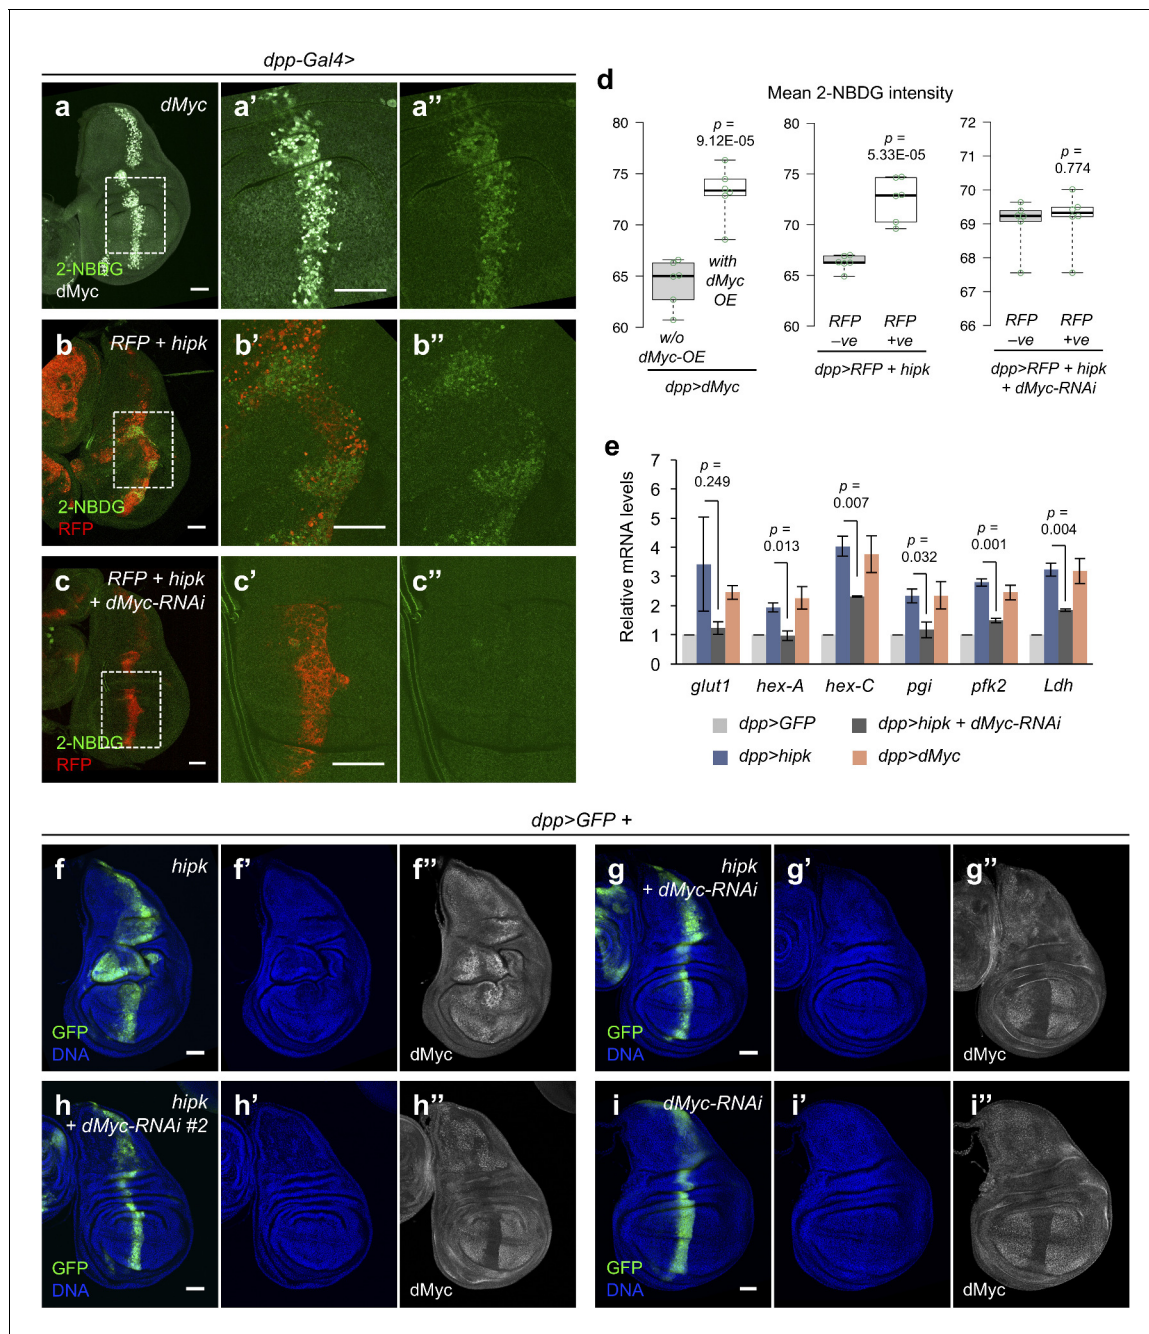 dpp-Gal4>
a
dMyc
a’
a’’
2-NBDG
dMyc
b
RFP + hipk
b’
b’’
2-NBDG
RFP
c
RFP + hipk
+ dMyc-RNAi
c’
c’’
2-NBDG
RFP
d
Mean 2-NBDG intensity
80
75
70
65
60
p =
9.12E-05
with
dMyc
OE
w/o
dMyc-OE
dpp>dMyc
80
75
70
65
60
p =
5.33E-05
RFP
–ve
RFP
+ve
dpp>RFP + hipk
72
71
70
69
68
67
66
p =
0.774
RFP
–ve
RFP
+ve
dpp>RFP + hipk
+ dMyc-RNAi
e
Relative mRNA levels
7
6
5
4
3
2
1
0
p =
0.249
p =
0.013
p =
0.007
p =
0.032
p =
0.001
p =
0.004
glut1
hex-A
hex-C
pgi
pfk2
Ldh
dpp>GFP
dpp>hipk + dMyc-RNAi
dpp>hipk
dpp>dMyc
dpp>GFP +
f
hipk
f’
f’’
GFP
DNA
dMyc
g
hipk
+ dMyc-RNAi
g’
g’’
GFP
DNA
dMyc
h
hipk
+ dMyc-RNAi #2
h’
h’’
GFP
DNA
dMyc
i
dMyc-RNAi
i’
i’’
GFP
DNA
dMyc